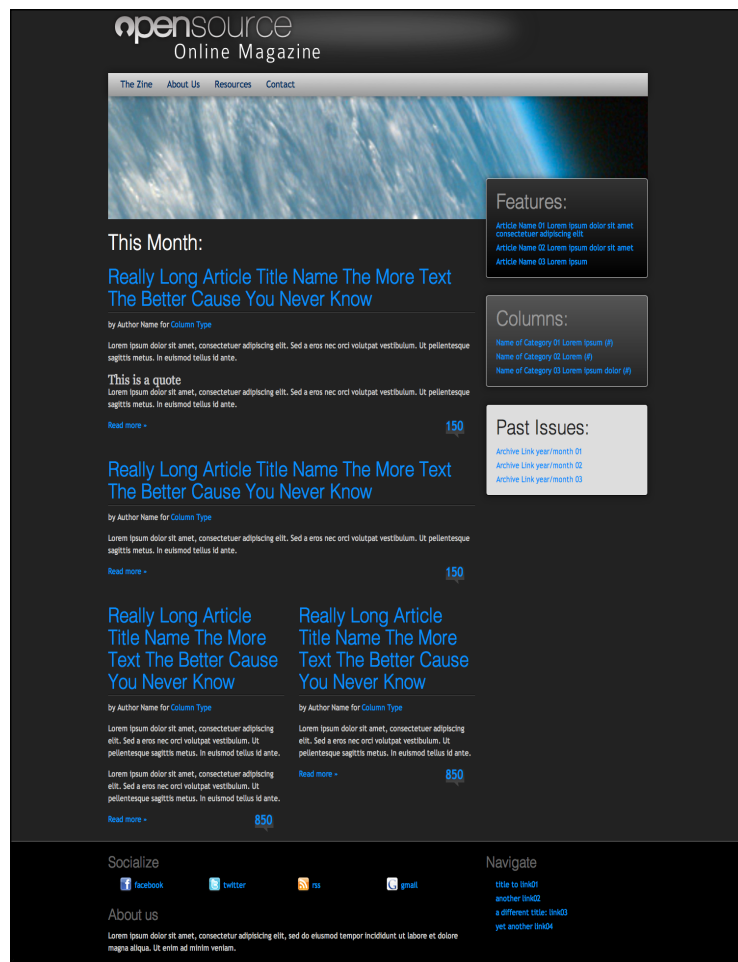 opensource
Online Magazine
The Zine About Us Resources Contact
This Month:
Really Long Article Title Name The More Text
The Better Cause You Never Know
by Author Name for Column Type
Lorem ipsum dolor sit amet, consectetuer adipiscing elit. Sed a eros nec orci volutpat vestibulum. Ut pellentesque
sagittis metus. In euismod tellus id ante.
This is a quote
Lorem ipsum dolor sit amet, consectetuer adipiscing elit. Sed a eros nec orci volutpat vestibulum. Ut pellentesque
sagittis metus. In euismod tellus id ante.
Read more » 150
Really Long Article Title Name The More Text
The Better Cause You Never Know
by Author Name for Column Type
Lorem ipsum dolor sit amet, consectetuer adipiscing elit. Sed a eros nec orci volutpat vestibulum. Ut pellentesque
sagittis metus. In euismod tellus id ante.
Read more » 150
Really Long Article
Title Name The More
Text The Better Cause
You Never Know
by Author Name for Column Type
Lorem ipsum dolor sit amet, consectetuer adipiscing
elit. Sed a eros nec orci volutpat vestibulum. Ut
pellentesque sagittis metus. In euismod tellus id ante.
Lorem ipsum dolor sit amet, consectetuer adipiscing
elit. Sed a eros nec orci volutpat vestibulum. Ut
pellentesque sagittis metus. In euismod tellus id ante.
Read more » 850
Really Long Article
Title Name The More
Text The Better Cause
You Never Know
by Author Name for Column Type
Lorem ipsum dolor sit amet, consectetuer adipiscing
elit. Sed a eros nec orci volutpat vestibulum. Ut
pellentesque sagittis metus. In euismod tellus id ante.
Read more » 850
Features:
Article Name 01 Lorem ipsum dolor sit amet
consectetuer adipiscing elit
Article Name 02 Lorem ipsum dolor sit amet
Article Name 03 Lorem ipsum
Columns:
Name of Category 01 Lorem ipsum (#)
Name of Category 02 Lorem (#)
Name of Category 03 Lorem ipsum dolor (#)
Past Issues:
Archive Link year/month 01
Archive Link year/month 02
Archive Link year/month 03
Socialize
facebook twitter rss gmail
About us
Lorem ipsum dolor sit amet, consectetur adipisicing elit, sed do eiusmod tempor incididunt ut labore et dolore
magna aliqua. Ut enim ad minim veniam.
Navigate
title to link01
another link02
a different title: link03
yet another link04